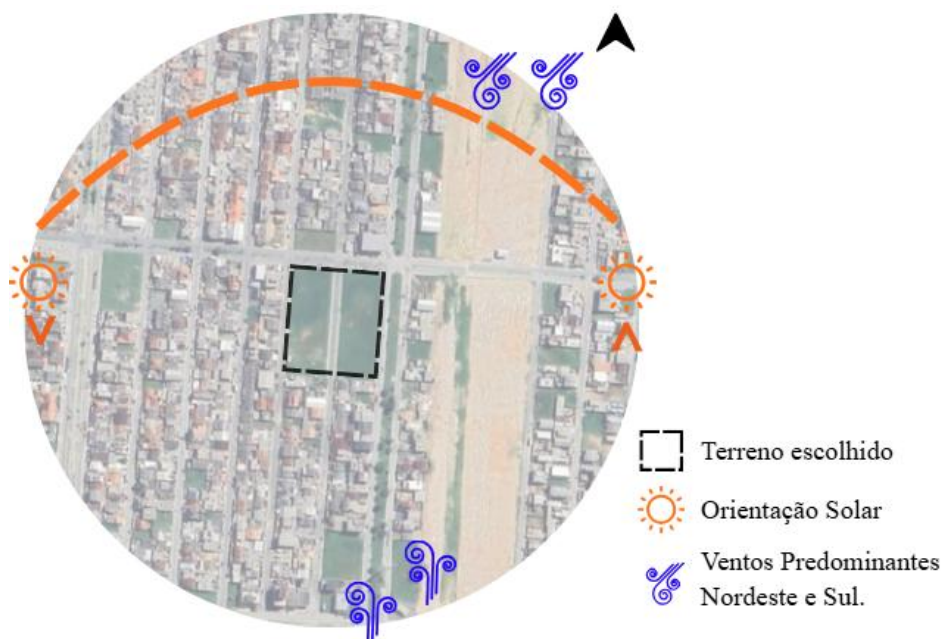 Terreno escolhido
Orientação Solar
Ventos Predominantes
Nordeste e Sul.